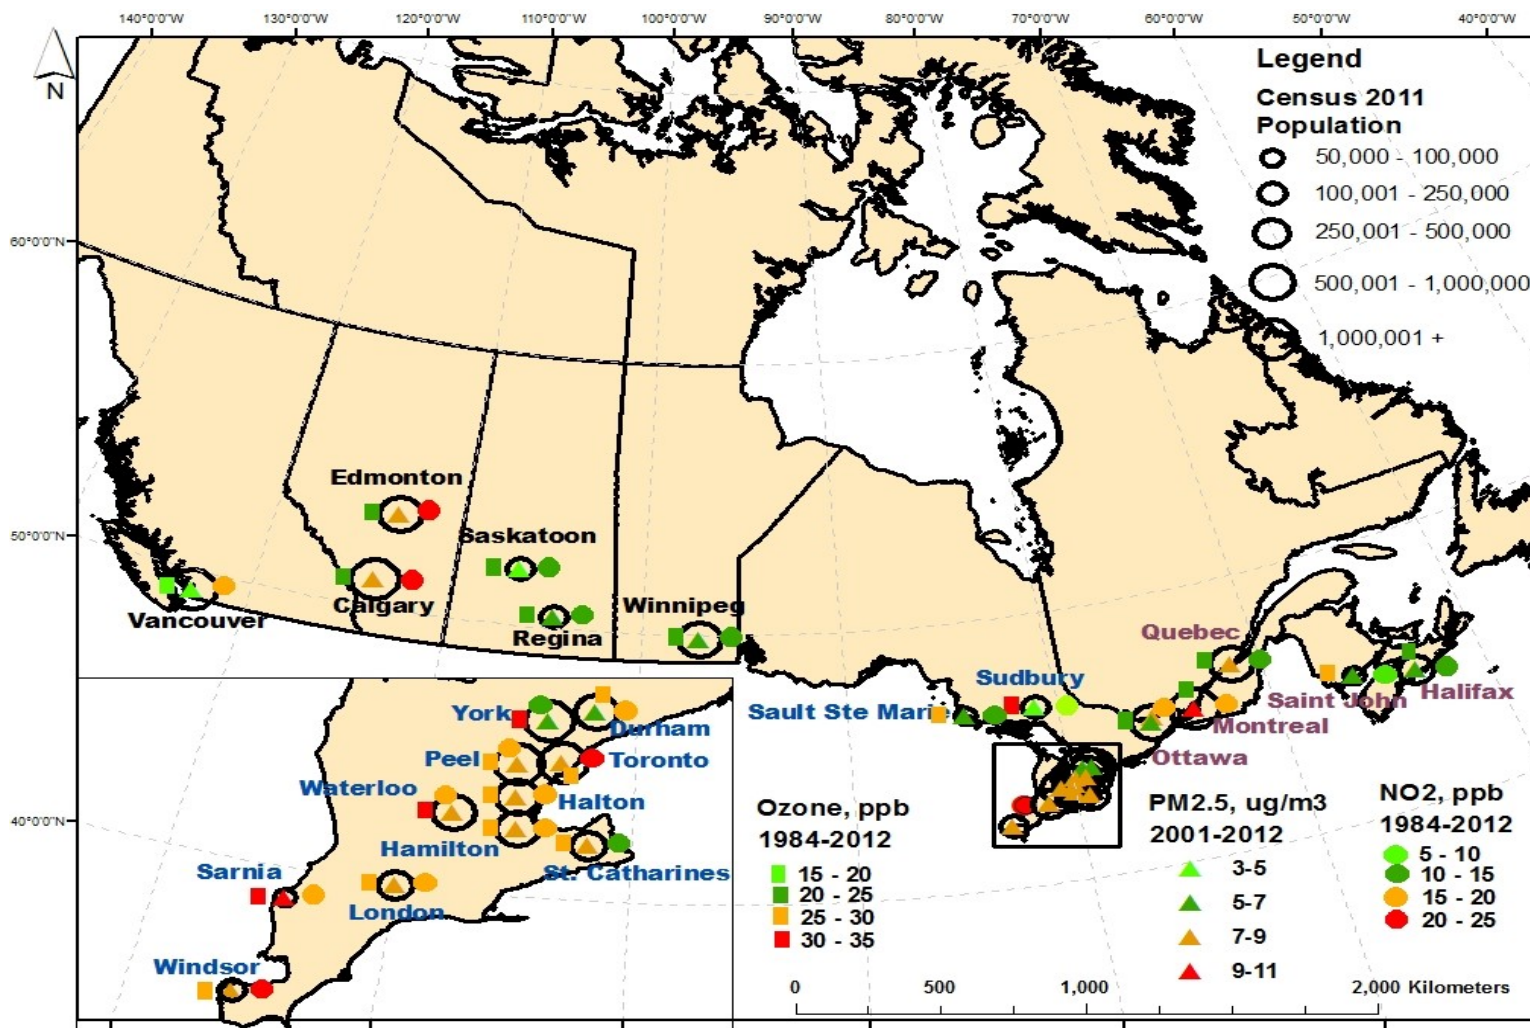 140°0'0"W 130°0'0"W 120°0'0"W 110°0'0"W 100°0'0"W 90°0'0"W 80°0'0"W 70°0'0"W 60°0'0"W 50°0'0"W 40°0'0"W
N
Legend
Census 2011
Population
50,000 - 100,000
100,001 - 250,000
250,001 - 500,000
500,001 - 1,000,000
1,000,001 +
60°0'0"N
50°0'0"N
40°0'0"N
Edmonton
Saskatoon
Calgary
Vancouver
Regina
Winnipeg
Quebec
Sudbury
Sault Ste Marie
Saint John
Halifax
Montreal
Ottawa
York
Durham
Peel
Toronto
Waterloo
Halton
Hamilton
St. Catharines
Sarnia
London
Windsor
Ozone, ppb
1984-2012
15 - 20
20 - 25
25 - 30
30 - 35
PM2.5, ug/m3
2001-2012
3-5
5-7
7-9
9-11
NO2, ppb
1984-2012
5 - 10
10 - 15
15 - 20
20 - 25
0 500 1,000 2,000 Kilometers